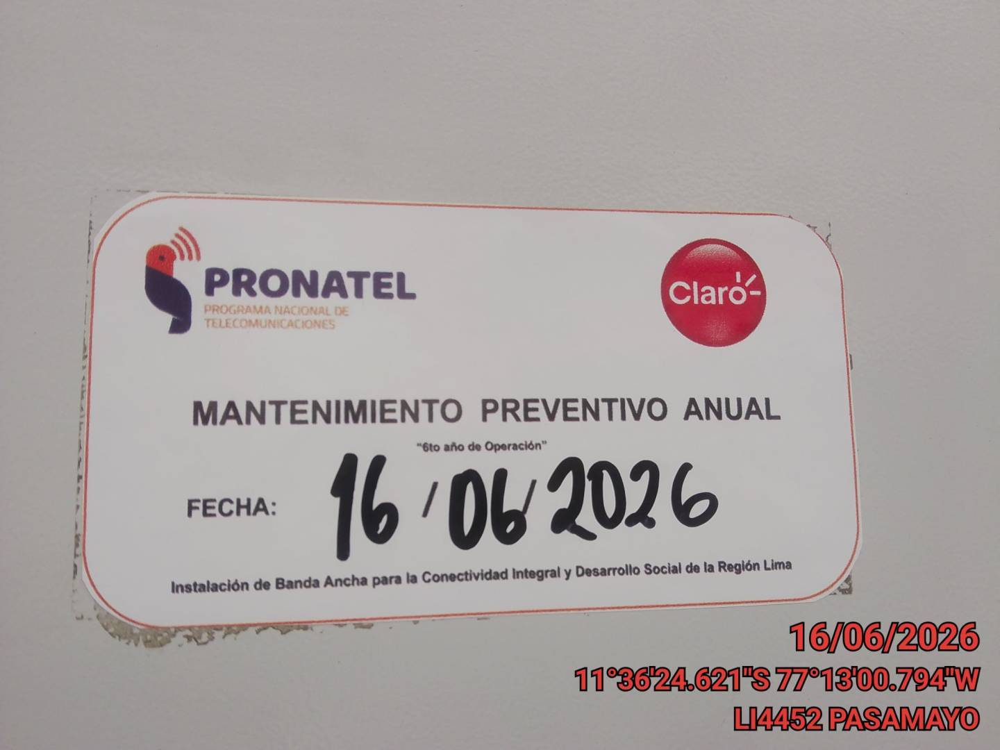 PRONATEL
PROGRAMA NACIONAL DE
TELECOMUNICACIONES
Claro
MANTENIMIENTO PREVENTIVO ANUAL
"6to año de Operación"
FECHA: 16/06/2026
Instalación de Banda Ancha para la Conectividad Integral y Desarrollo Social de la Región Lima
16/06/2026
11°36'24.621"S 77°13'00.794"W
LI4452 PASAMAYO